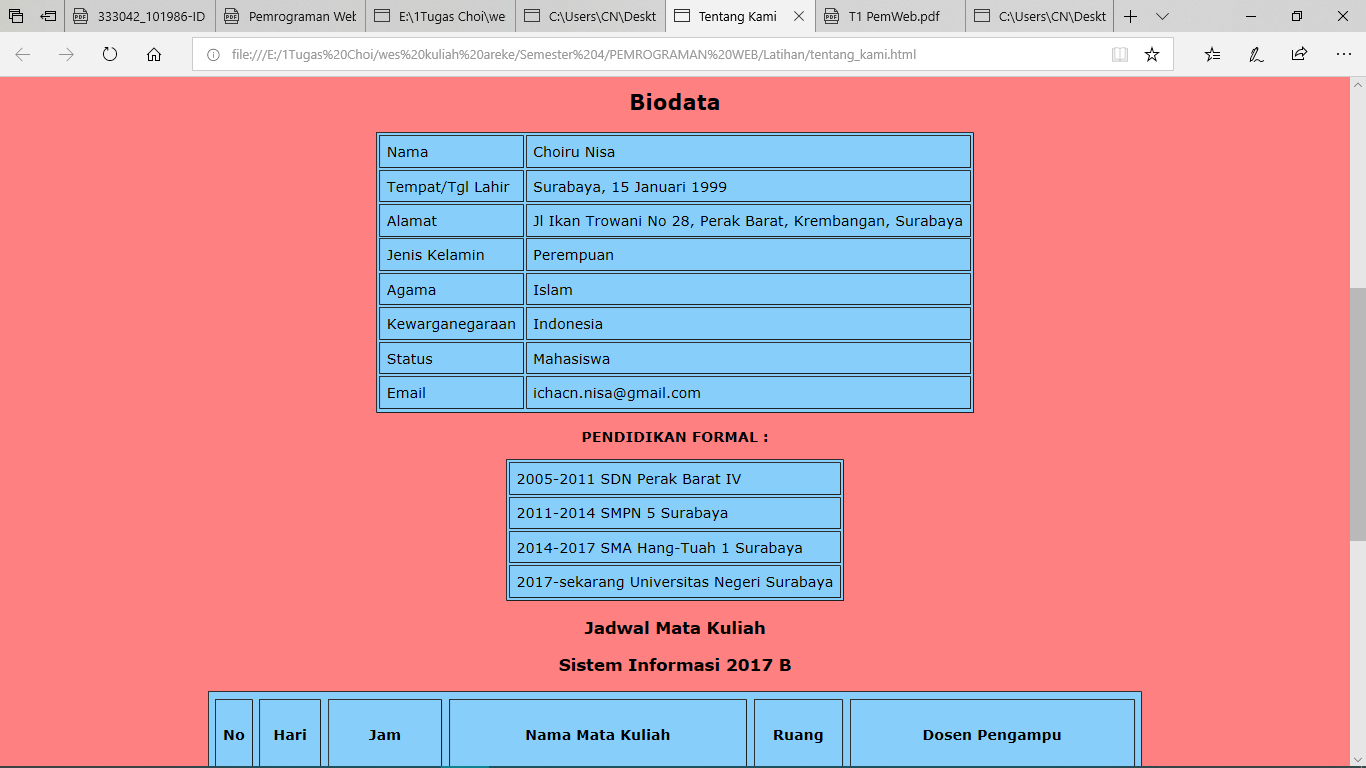 333042_101986-ID
Pemrograman Web
E:\1Tugas Choi\we
C:\Users\CN\Deskt
Tentang Kami
T1 PemWeb.pdf
C:\Users\CN\Deskt
file:///E:/1Tugas%20Choi/wes%20kuliah%20areke/Semester%204/PEMROGRAMAN%20WEB/Latihan/tentang_kami.html
Biodata
Nama Choiru Nisa
Tempat/Tgl Lahir Surabaya, 15 Januari 1999
Alamat Jl Ikan Trowani No 28, Perak Barat, Krembangan, Surabaya
Jenis Kelamin Perempuan
Agama Islam
Kewarganegaraan Indonesia
Status Mahasiswa
Email ichacn.nisa@gmail.com
PENDIDIKAN FORMAL :
2005-2011 SDN Perak Barat IV
2011-2014 SMPN 5 Surabaya
2014-2017 SMA Hang-Tuah 1 Surabaya
2017-sekarang Universitas Negeri Surabaya
Jadwal Mata Kuliah
Sistem Informasi 2017 B
No Hari Jam Nama Mata Kuliah Ruang Dosen Pengampu